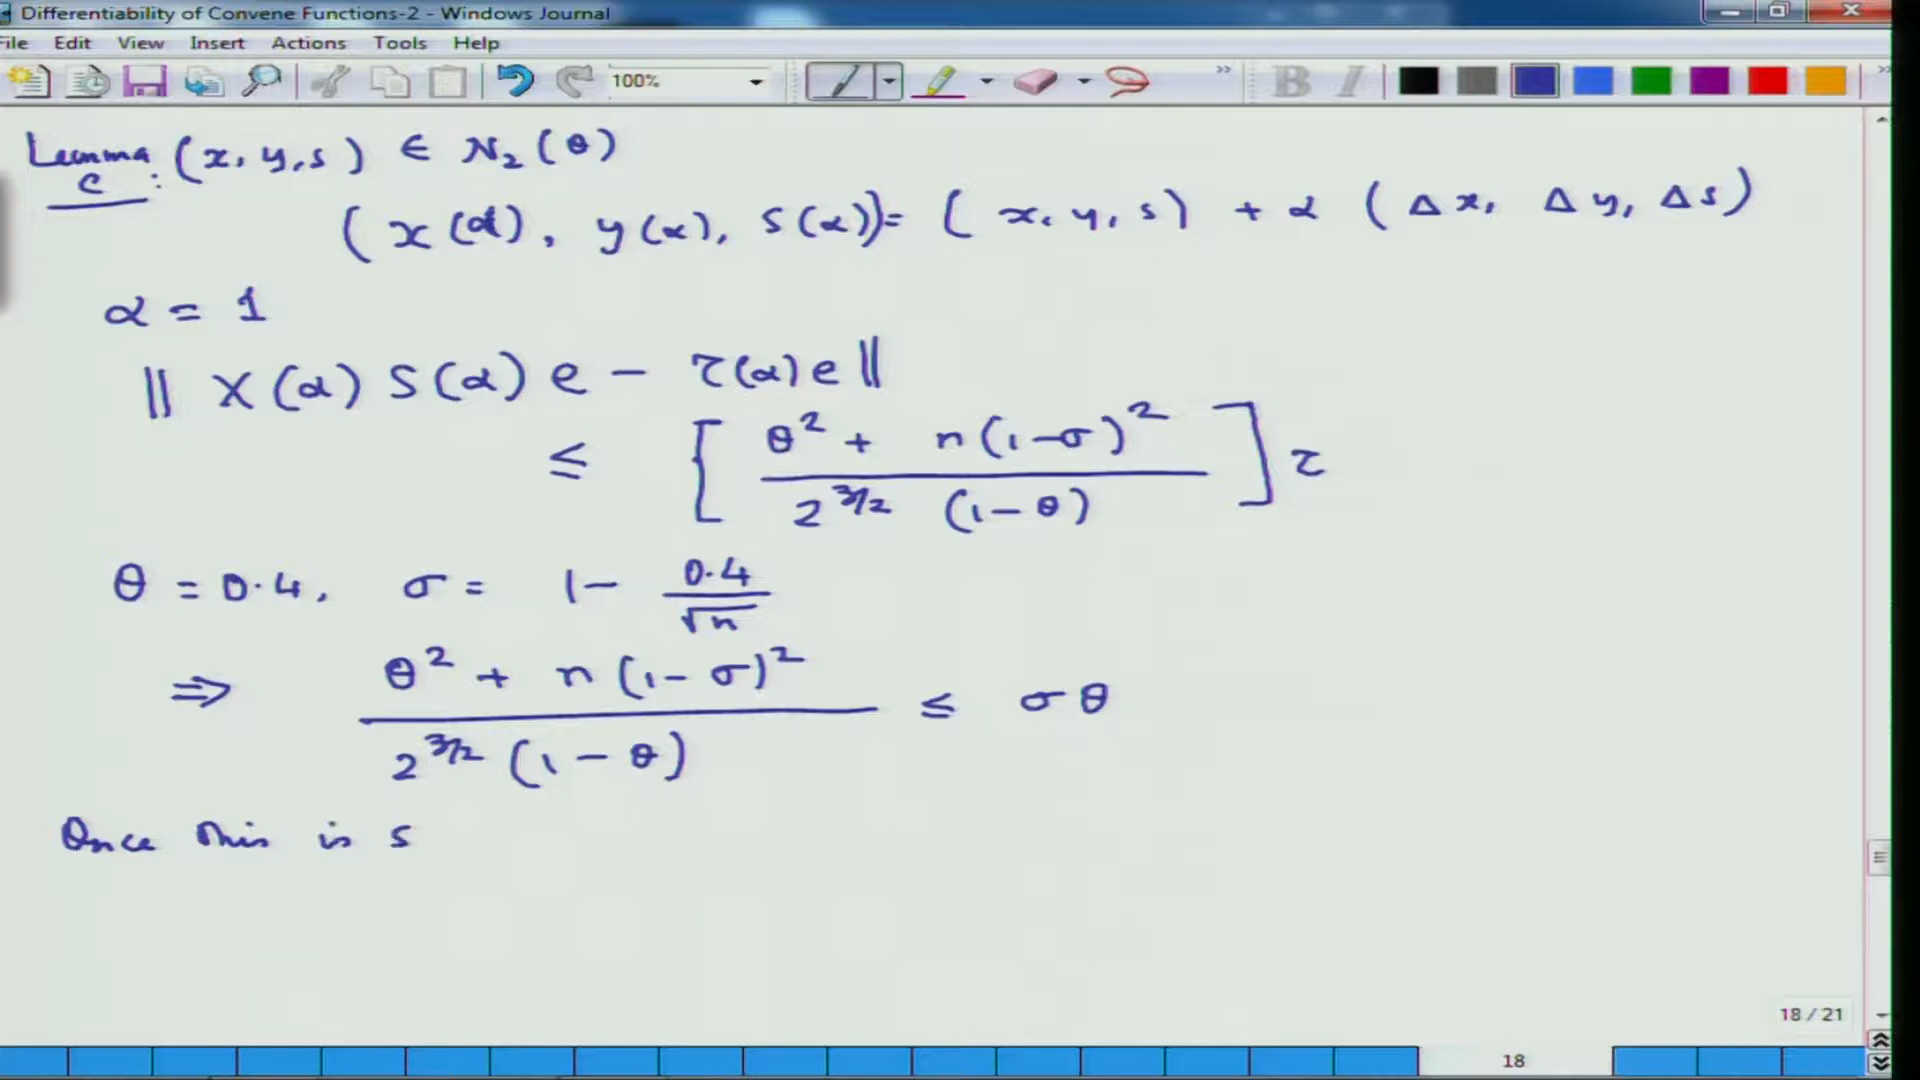 Differentiability of Convene Functions-2 - Windows Journal
File Edit View Insert Actions Tools Help
100%
Lemma C : (x, y, s) ∈ N₂(θ)
(x(α), y(α), s(α)) = (x, y, s) + α (Δx, Δy, Δs)
α = 1
|| X(α) S(α) e − τ(α) e ||
≤ [ θ² + n(1−σ)² / 2^{3/2} (1−θ) ] τ
θ = 0.4, σ = 1 − 0.4 / √n
⇒ θ² + n(1−σ)² / 2^{3/2} (1−θ) ≤ σθ
Once this is s
18 / 21
18